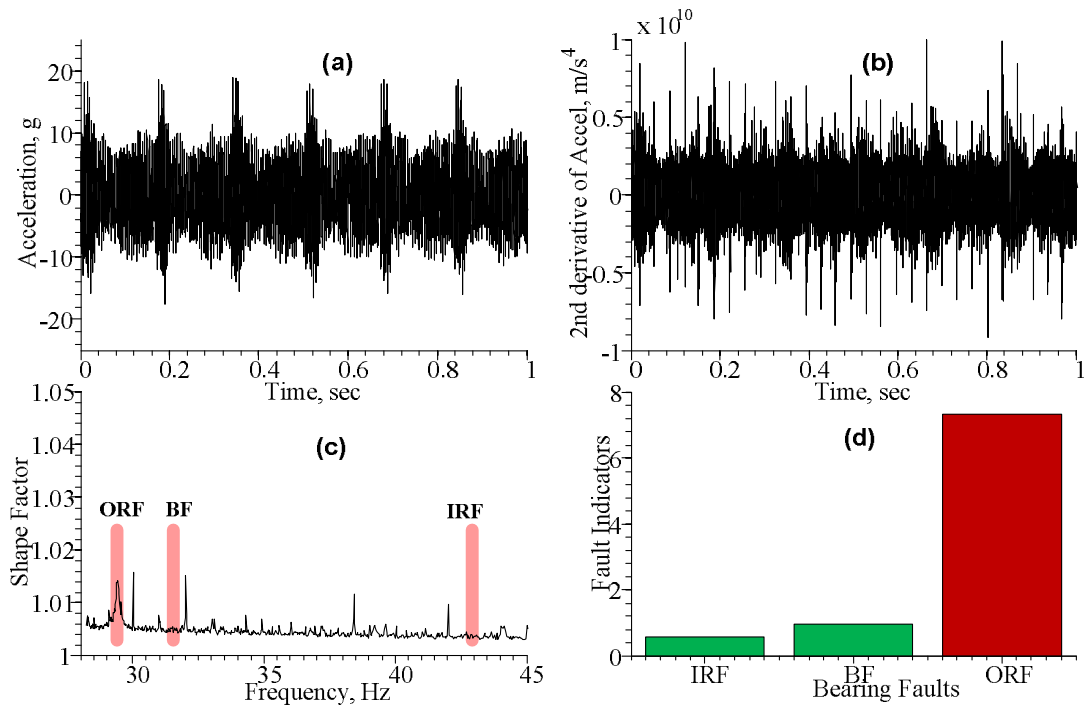 (a)
Acceleration, g
20
10
0
-10
-20
0
0.2
0.4
0.6
0.8
1
Time, sec
x 10^10
(b)
2nd derivative of Accel, m/s^4
1
0.5
0
-0.5
-1
0
0.2
0.4
0.6
0.8
1
Time, sec
(c)
Shape Factor
1.05
1.04
1.03
1.02
1.01
1
ORF
BF
IRF
30
35
40
45
Frequency, Hz
(d)
Fault Indicators
8
6
4
2
0
IRF
BF
ORF
Bearing Faults